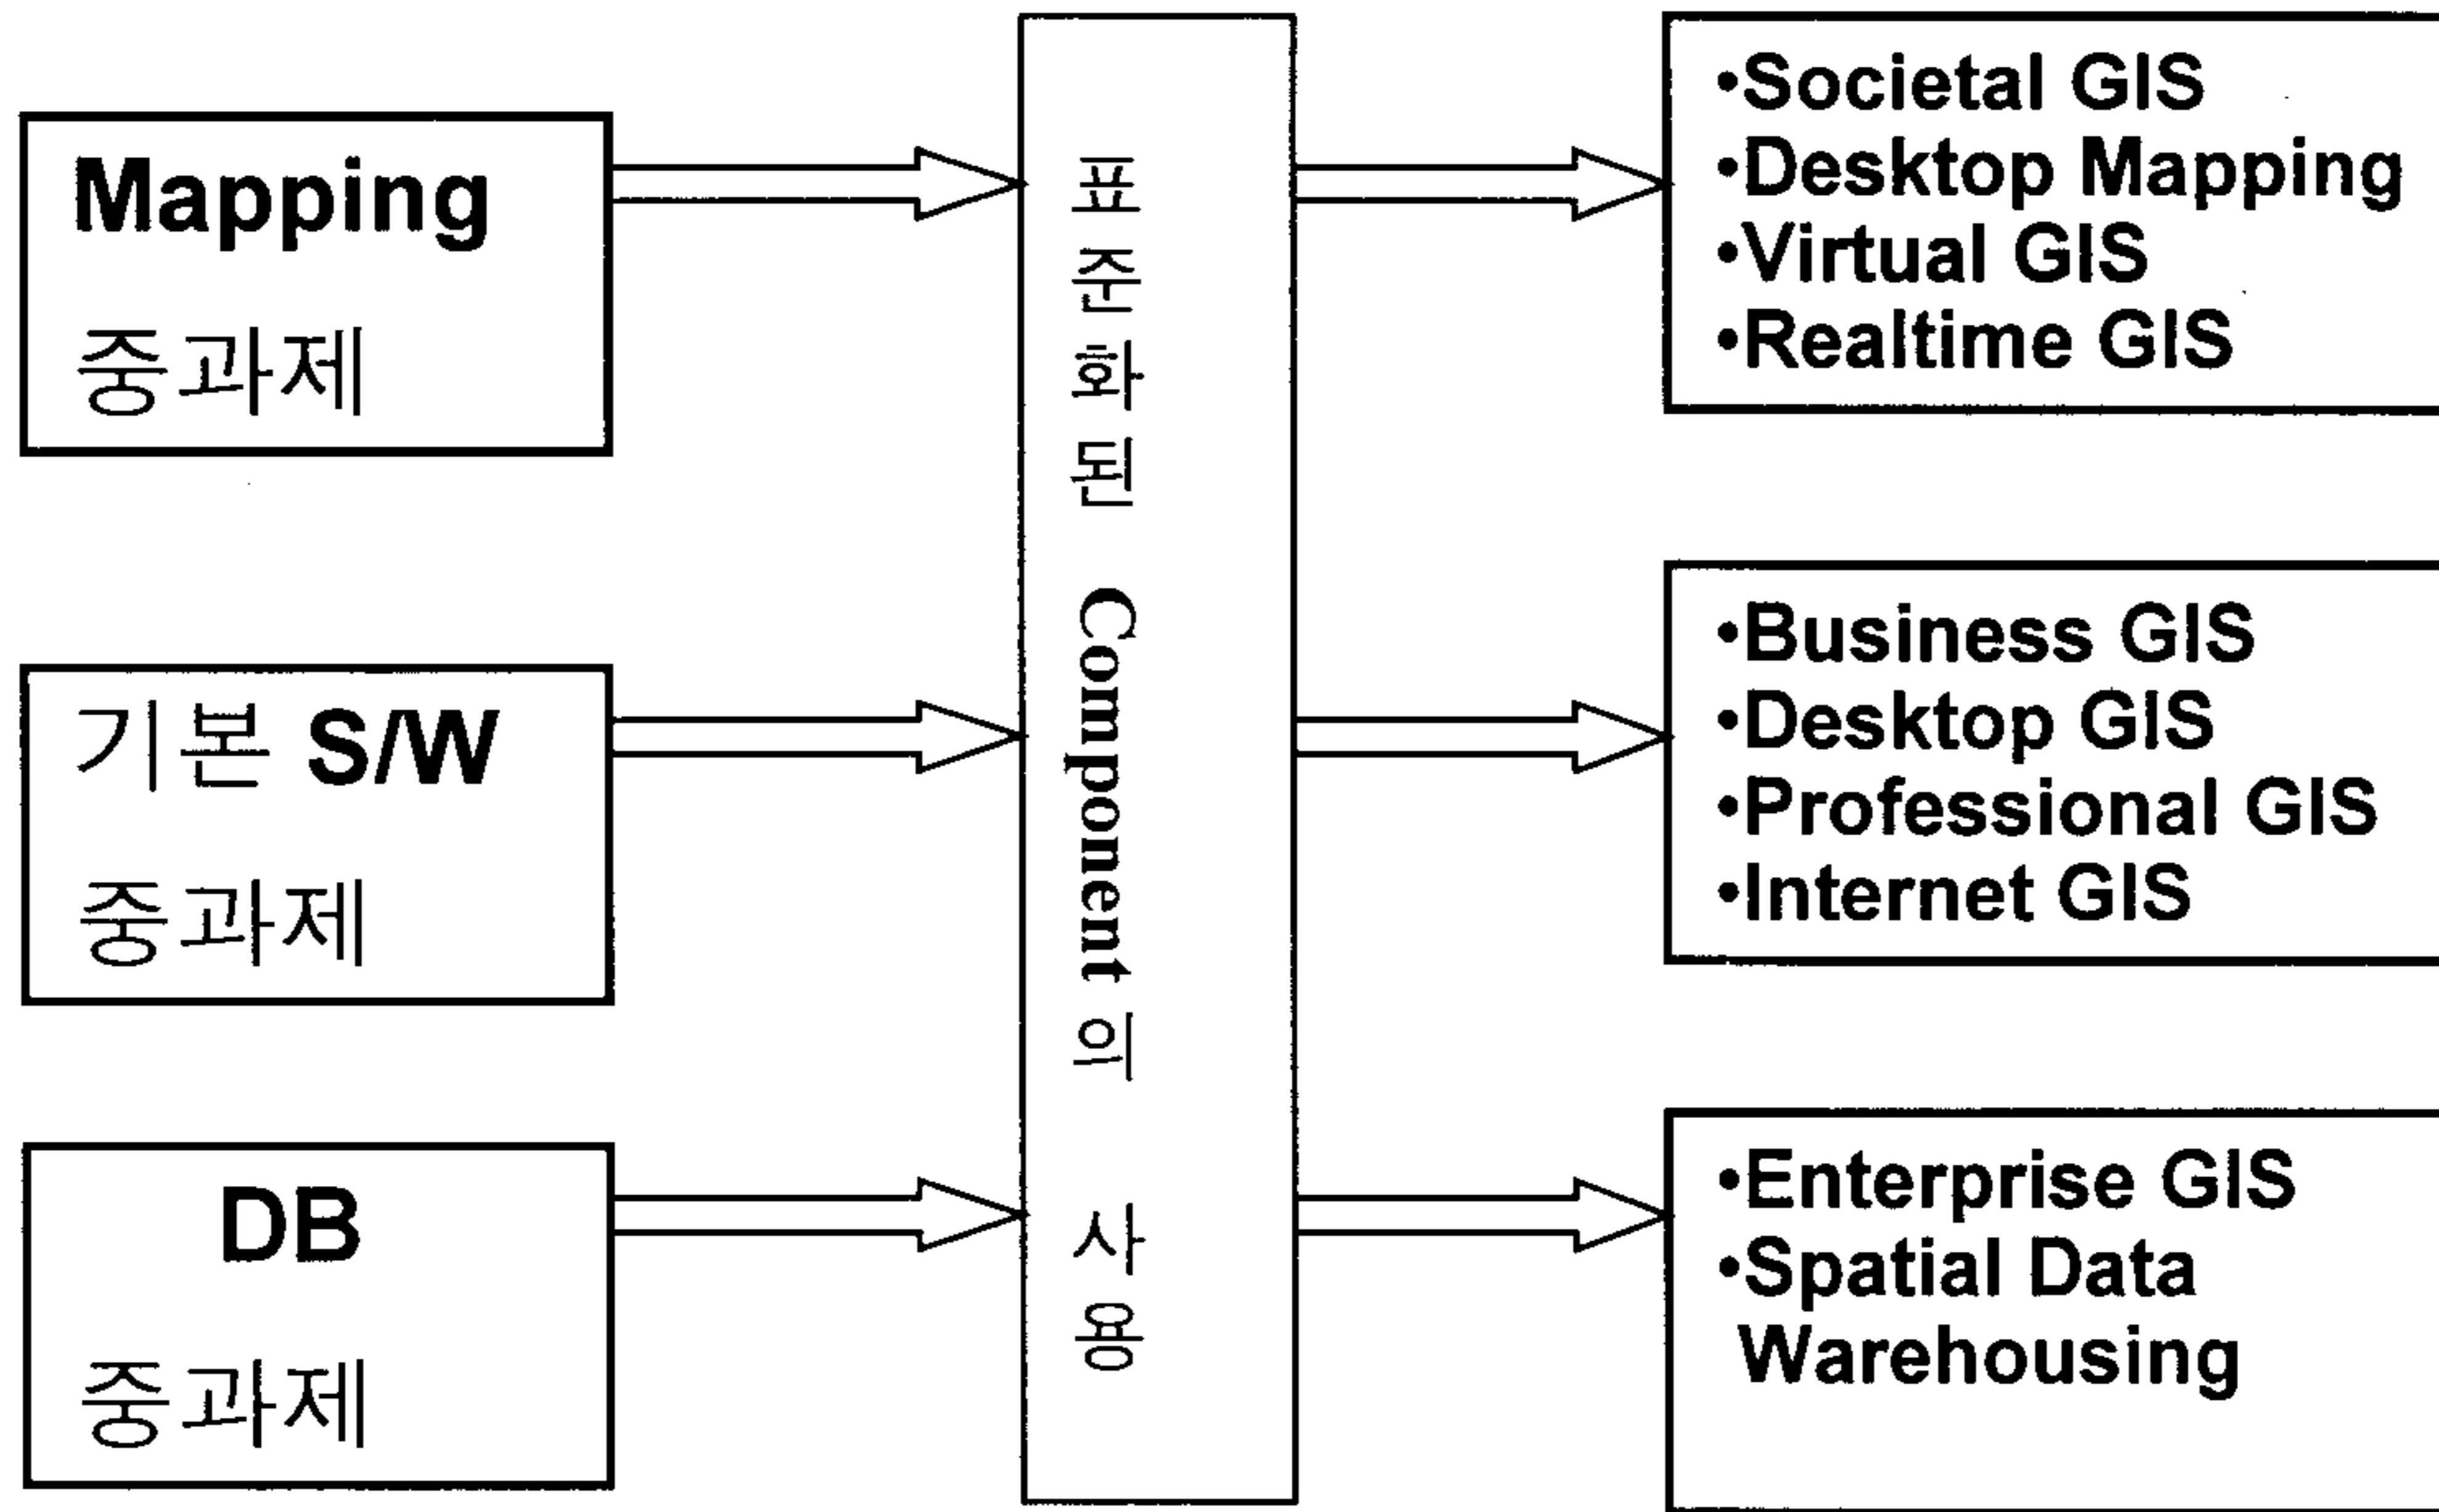 Mapping
중과제
기본 S/W
중과제
DB
중과제
표준화된 Component의 사용
•Societal GIS
•Desktop Mapping
•Virtual GIS
•Realtime GIS
•Business GIS
•Desktop GIS
•Professional GIS
•Internet GIS
•Enterprise GIS
•Spatial Data
Warehousing